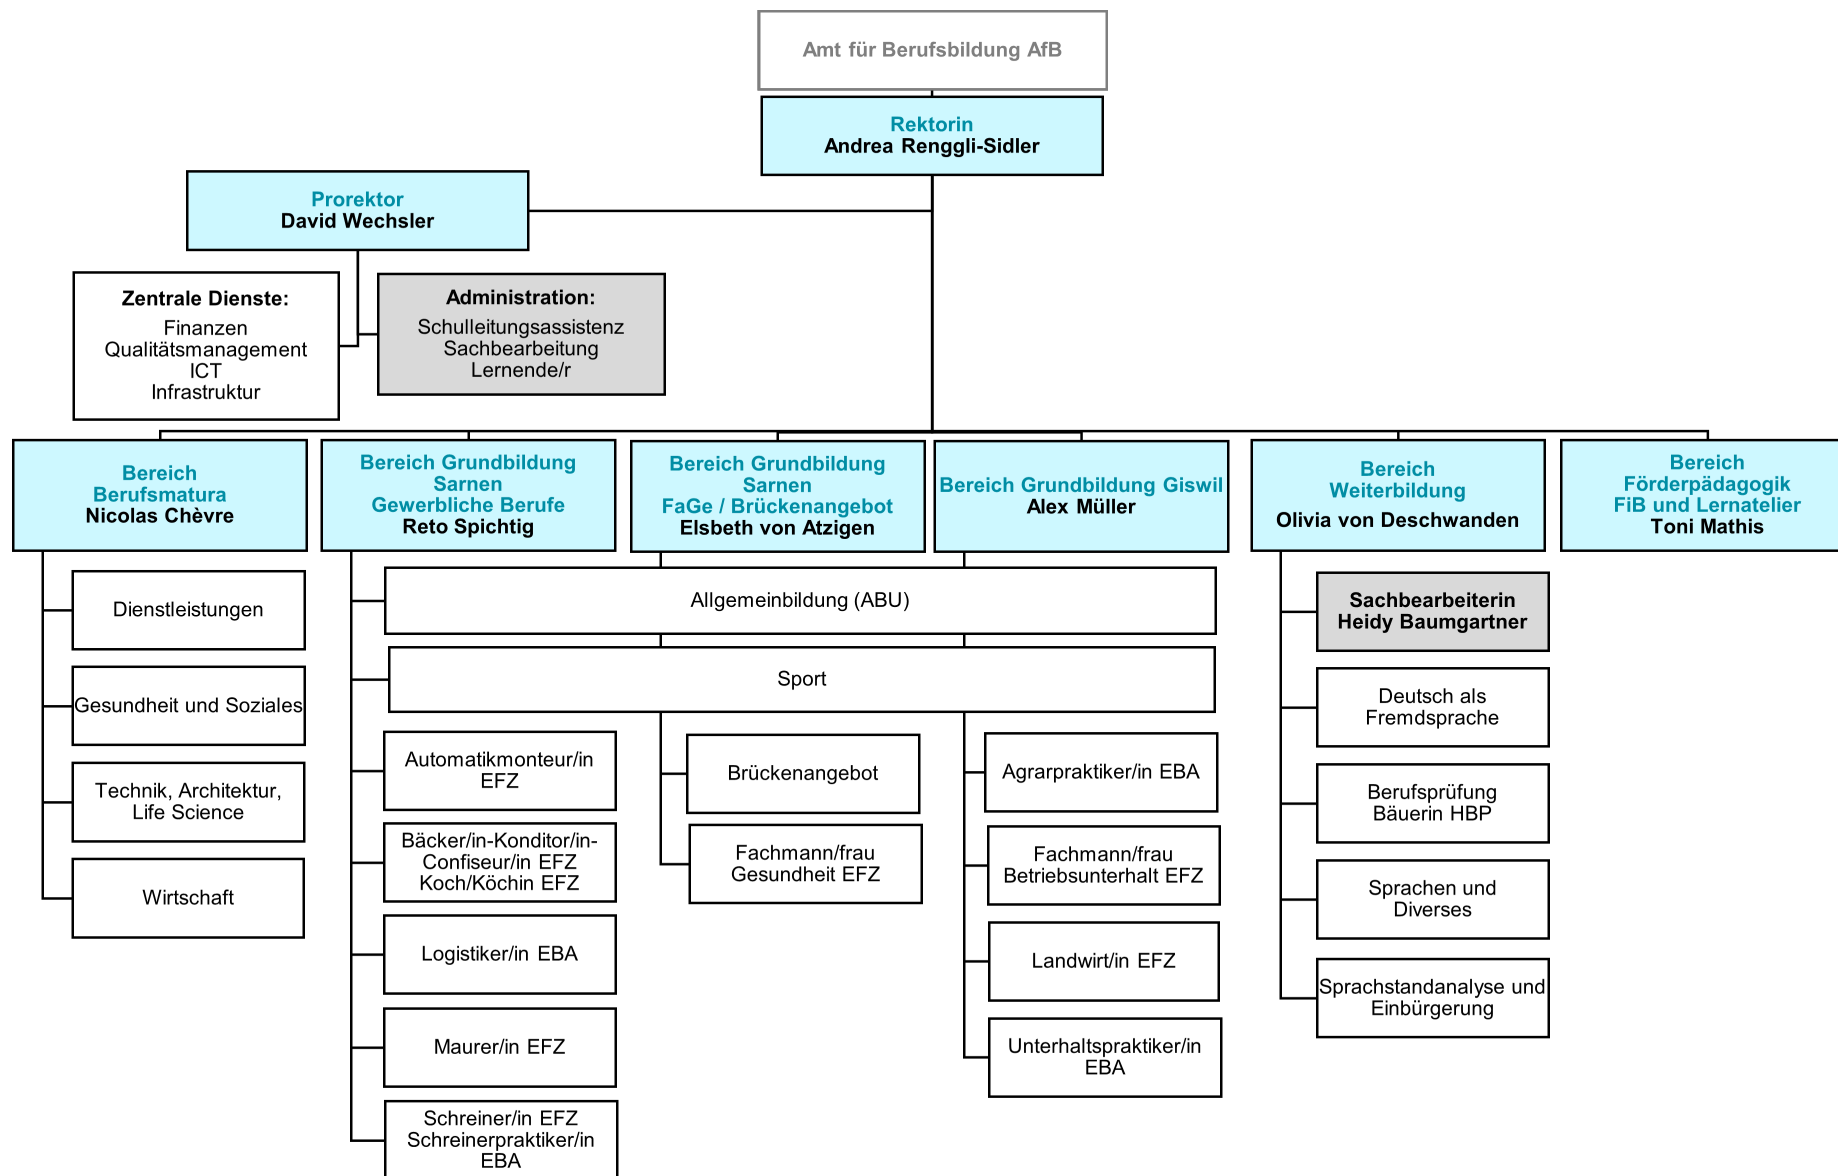 Amt für Berufsbildung AfB
Rektorin
Andrea Renggli-Sidler
Prorektor
David Wechsler
Zentrale Dienste:
Finanzen
Qualitätsmanagement
ICT
Infrastruktur
Administration:
Schulleitungsassistenz
Sachbearbeitung
Lernende/r
Bereich
Berufsmatura
Nicolas Chèvre
Bereich Grundbildung
Sarnen
Gewerbliche Berufe
Reto Spichtig
Bereich Grundbildung
Sarnen
FaGe / Brückenangebot
Elsbeth von Atzigen
Bereich Grundbildung Giswil
Alex Müller
Bereich
Weiterbildung
Olivia von Deschwanden
Bereich
Förderpädagogik
FiB und Lernatelier
Toni Mathis
Dienstleistungen
Gesundheit und Soziales
Technik, Architektur,
Life Science
Wirtschaft
Allgemeinbildung (ABU)
Sport
Automatikmonteur/in
EFZ
Bäcker/in-Konditor/in-
Confiseur/in EFZ
Koch/Köchin EFZ
Logistiker/in EBA
Maurer/in EFZ
Schreiner/in EFZ
Schreinerpraktiker/in
EBA
Brückenangebot
Fachmann/frau
Gesundheit EFZ
Agrarpraktiker/in EBA
Fachmann/frau
Betriebsunterhalt EFZ
Landwirt/in EFZ
Unterhaltspraktiker/in
EBA
Sachbearbeiterin
Heidy Baumgartner
Deutsch als
Fremdsprache
Berufsprüfung
Bäuerin HBP
Sprachen und
Diverses
Sprachstandanalyse und
Einbürgerung